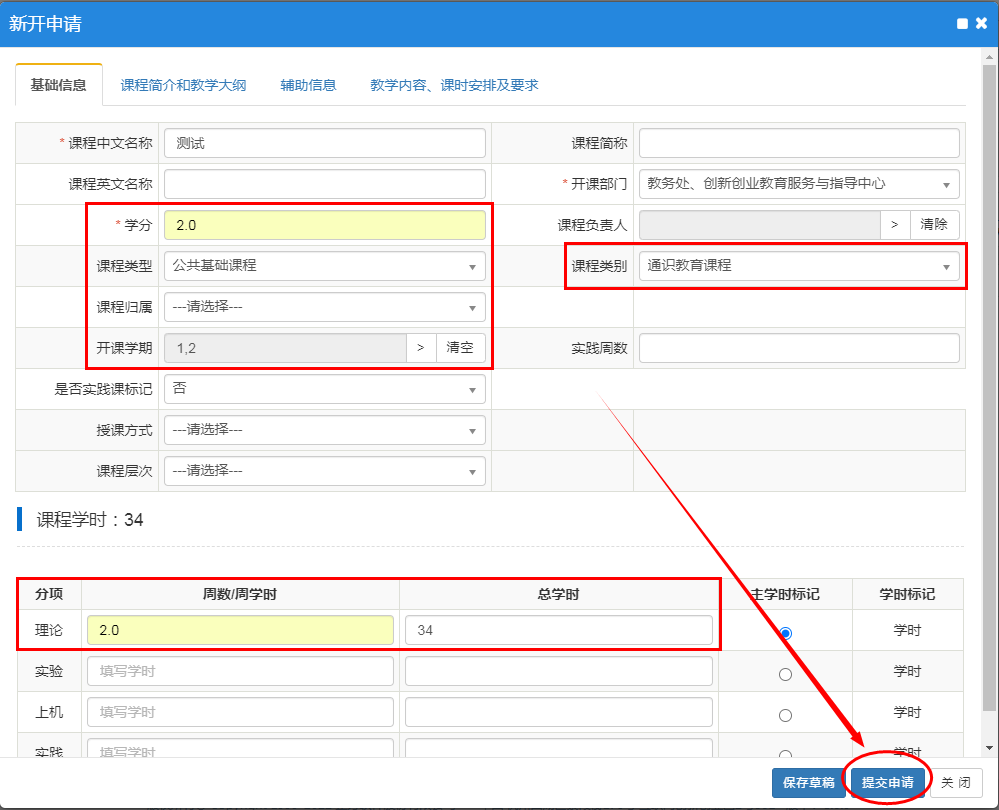 新开申请
基础信息 课程简介和教学大纲 辅助信息 教学内容、课时安排及要求
* 课程中文名称 测试 课程简称
课程英文名称 * 开课部门 教务处、创新创业教育服务与指导中心
* 学分 2.0 课程负责人 > 清除
课程类型 公共基础课程 课程类别 通识教育课程
课程归属 ---请选择---
开课学期 1,2 > 清空 实践周数
是否实践课标记 否
授课方式 ---请选择---
课程层次 ---请选择---
课程学时：34
分项 周数/周学时 总学时 主学时标记 学时标记
理论 2.0 34 学时
实验 填写学时 学时
上机 填写学时 学时
实践 填写学时 学时
保存草稿 提交申请 关 闭